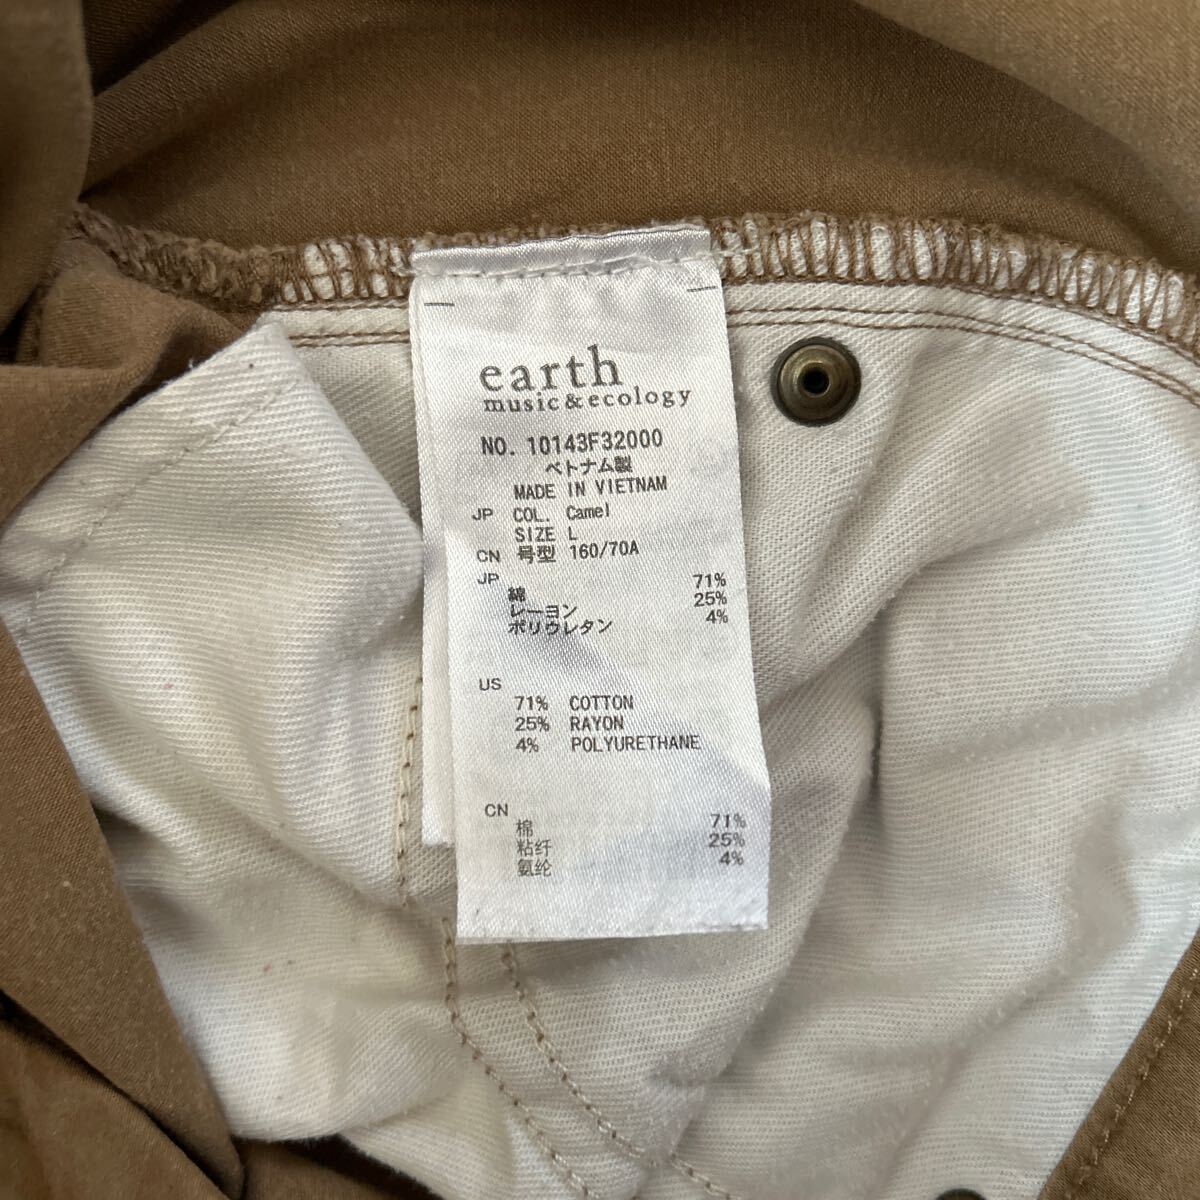 earth
music&ecology
NO. 10143F32000
ベトナム製
MADE IN VIETNAM
JP COL. Camel
SIZE L
CN 号型 160/70A
JP
綿 71%
レーヨン 25%
ポリウレタン 4%
US
71% COTTON
25% RAYON
4% POLYURETHANE
CN
棉 71%
粘纤 25%
氨纶 4%